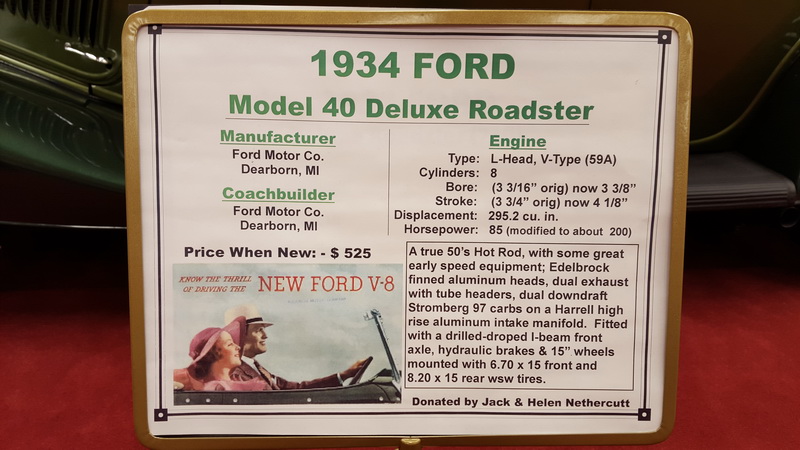 1934 FORD
Model 40 Deluxe Roadster
Manufacturer
Ford Motor Co.
Dearborn, MI
Coachbuilder
Ford Motor Co.
Dearborn, MI
Engine
Type: L-Head, V-Type (59A)
Cylinders: 8
Bore: (3 3/16” orig) now 3 3/8”
Stroke: (3 3/4” orig) now 4 1/8”
Displacement: 295.2 cu. in.
Horsepower: 85 (modified to about 200)
Price When New: - $ 525
KNOW THE THRILL
OF DRIVING THE
NEW FORD V-8
A true 50’s Hot Rod, with some great
early speed equipment; Edelbrock
finned aluminum heads, dual exhaust
with tube headers, dual downdraft
Stromberg 97 carbs on a Harrell high
rise aluminum intake manifold. Fitted
with a drilled-droped I-beam front
axle, hydraulic brakes & 15” wheels
mounted with 6.70 x 15 front and
8.20 x 15 rear wsw tires.
Donated by Jack & Helen Nethercutt